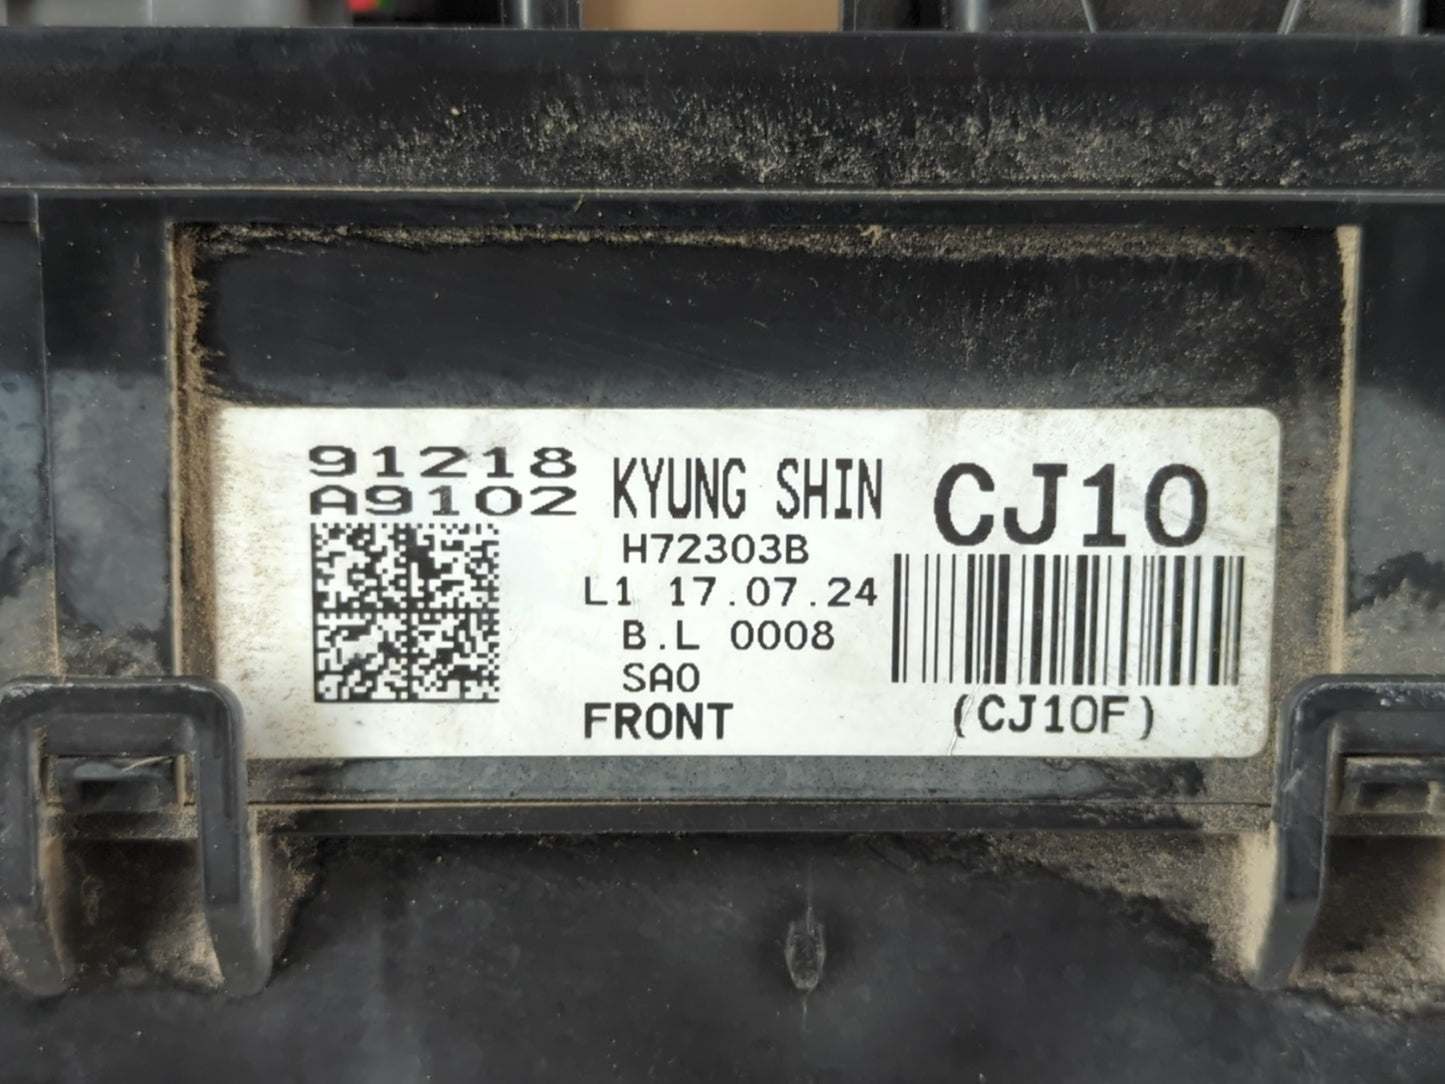 91218
A9102
KYUNG SHIN
H72303B
L1 17.07.24
B.L 0008
SA0
FRONT
CJ10
(CJ10F)